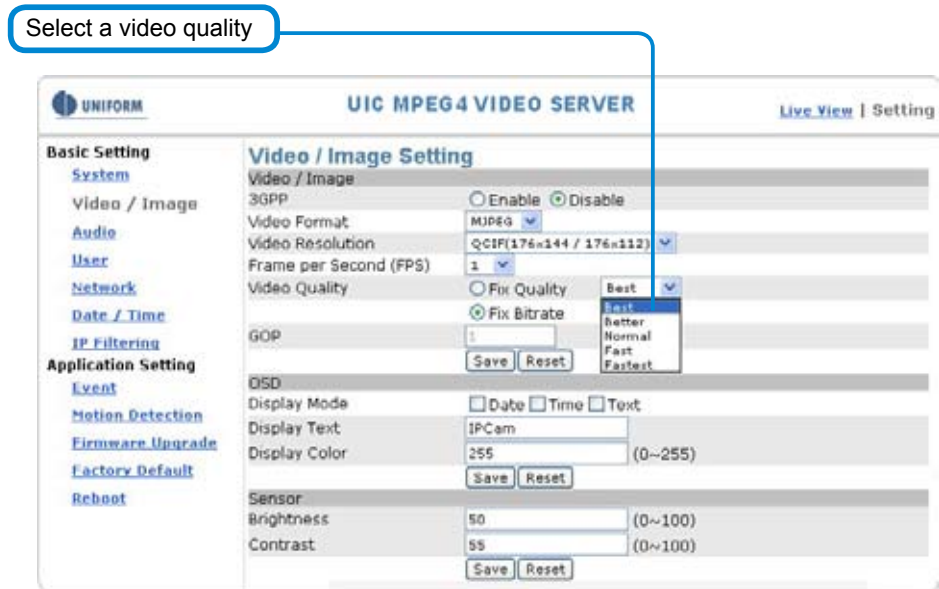 Select a video quality
UNIFORM
UIC MPEG4 VIDEO SERVER
Live View | Setting
Basic Setting
System
Video / Image
Audio
User
Network
Date / Time
IP Filtering
Application Setting
Event
Motion Detection
Firmware Upgrade
Factory Default
Reboot
Video / Image Setting
Video / Image
3GPP Enable Disable
Video Format MJPEG
Video Resolution QCIF(176x144 / 176x112)
Frame per Second (FPS) 1
Video Quality Fix Quality Best
Fix Bitrate
Best
Better
Normal
Fast
Fastest
GOP 1
Save Reset
OSD
Display Mode Date Time Text
Display Text IPCam
Display Color 255 (0~255)
Save Reset
Sensor
Brightness 50 (0~100)
Contrast 55 (0~100)
Save Reset